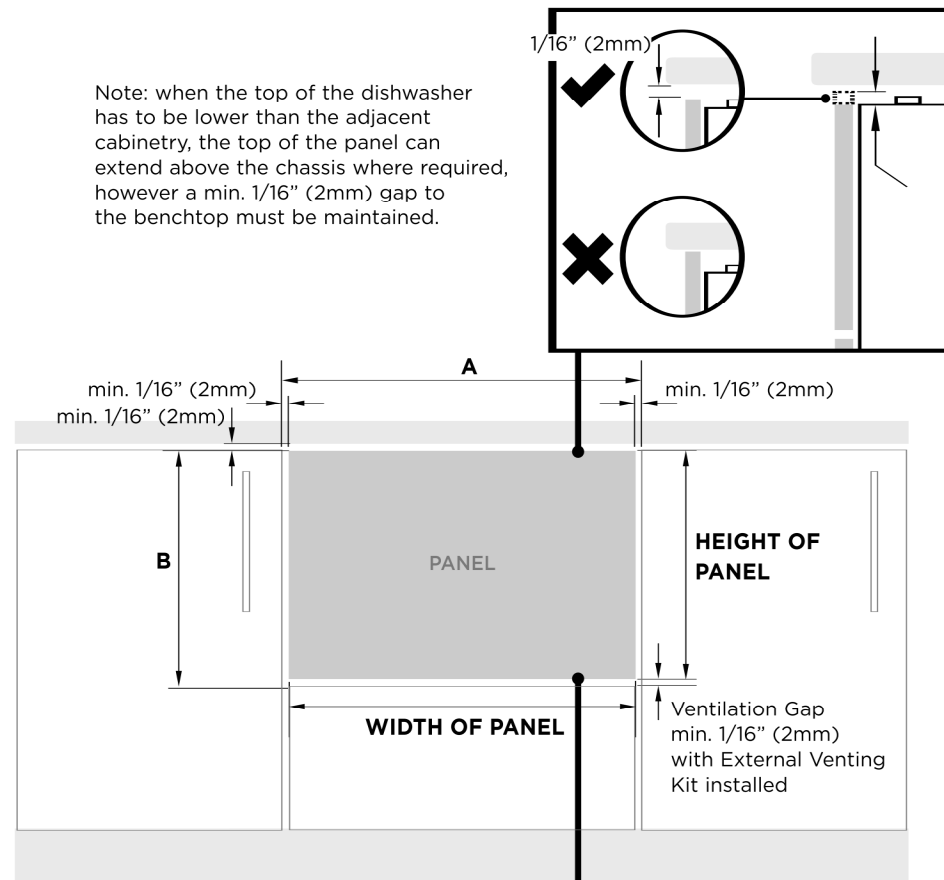 1/16” (2mm)
Note: when the top of the dishwasher
has to be lower than the adjacent
cabinetry, the top of the panel can
extend above the chassis where required,
however a min. 1/16” (2mm) gap to
the benchtop must be maintained.
A
min. 1/16” (2mm)
min. 1/16” (2mm)
min. 1/16” (2mm)
B
PANEL
HEIGHT OF
PANEL
WIDTH OF PANEL
Ventilation Gap
min. 1/16” (2mm)
with External Venting
Kit installed